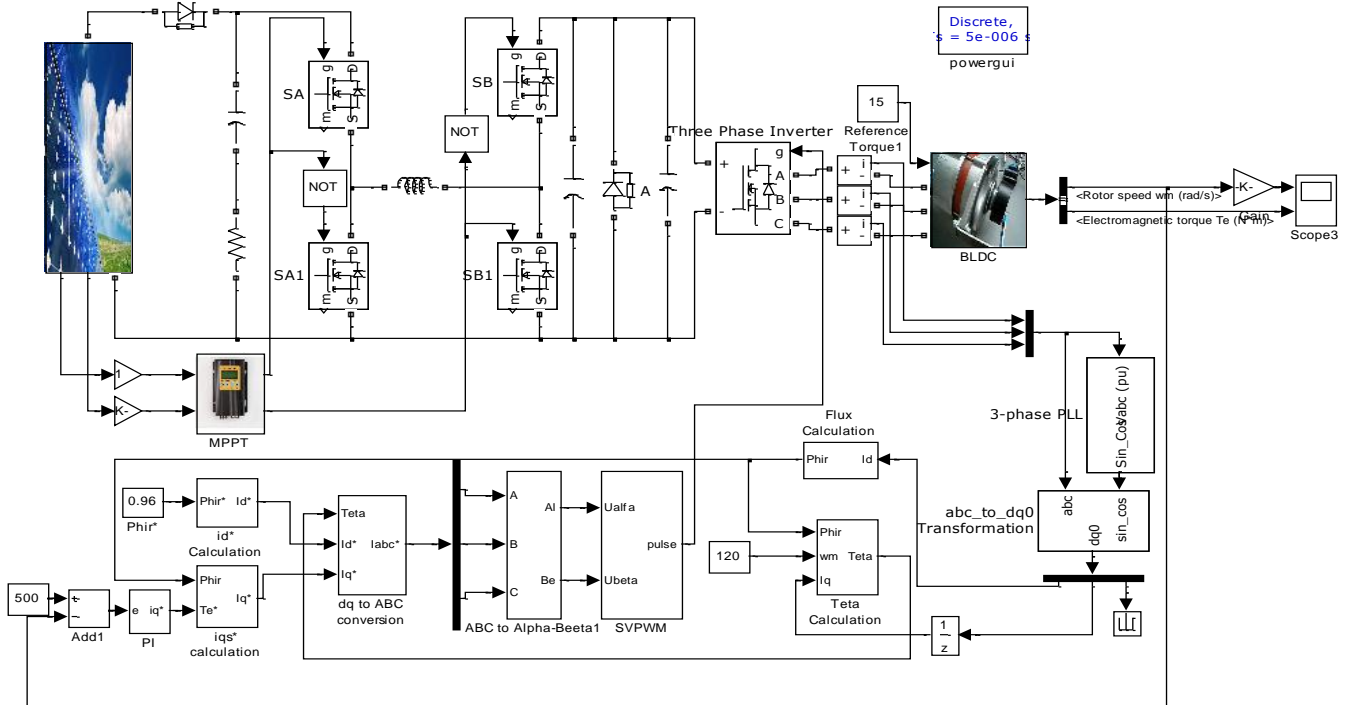 Discrete,
s = 5e-006 s
powergui
SA
g
D
m
S
SB
g
D
m
S
NOT
NOT
A
SA1
g
D
m
S
SB1
g
D
m
S
Three Phase Inverter
+
-
g
A
B
C
15
Reference
Torque1
+
i
-
+
i
-
+
i
-
BLDC
<Rotor speed wm (rad/s)>
<Electromagnetic torque Te (N*m)>
-K-
Gain
Scope3
1
K-
MPPT
3-phase PLL
Vabc (pu)
Sin_Cos
Flux
Calculation
Phir
Id
abc_to_dq0
Transformation
abc
sin_cos
dq0
0.96
Phir*
Phir*
Id*
id*
Calculation
Phir
Te*
Iq*
iqs*
calculation
500
+
-
Add1
e
iq*
PI
Teta
Id*
Iq*
Iabc*
dq to ABC
conversion
A
B
C
Al
Be
ABC to Alpha-Beeta1
Ualfa
Ubeta
pulse
SVPWM
120
Phir
wm
Iq
Teta
Teta
Calculation
1
z